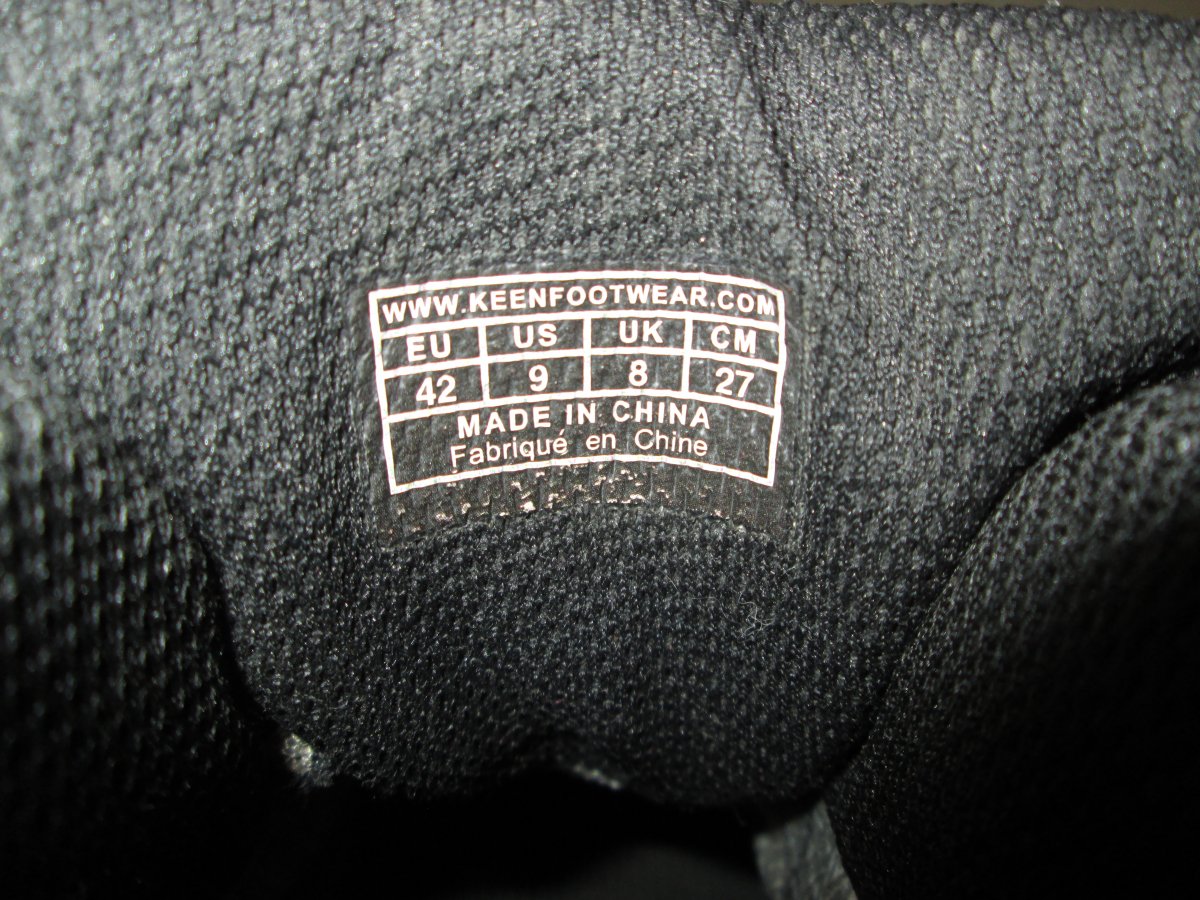 WWW.KEENFOOTWEAR.COM
EU US UK CM
42 9 8 27
MADE IN CHINA
Fabriqué en Chine